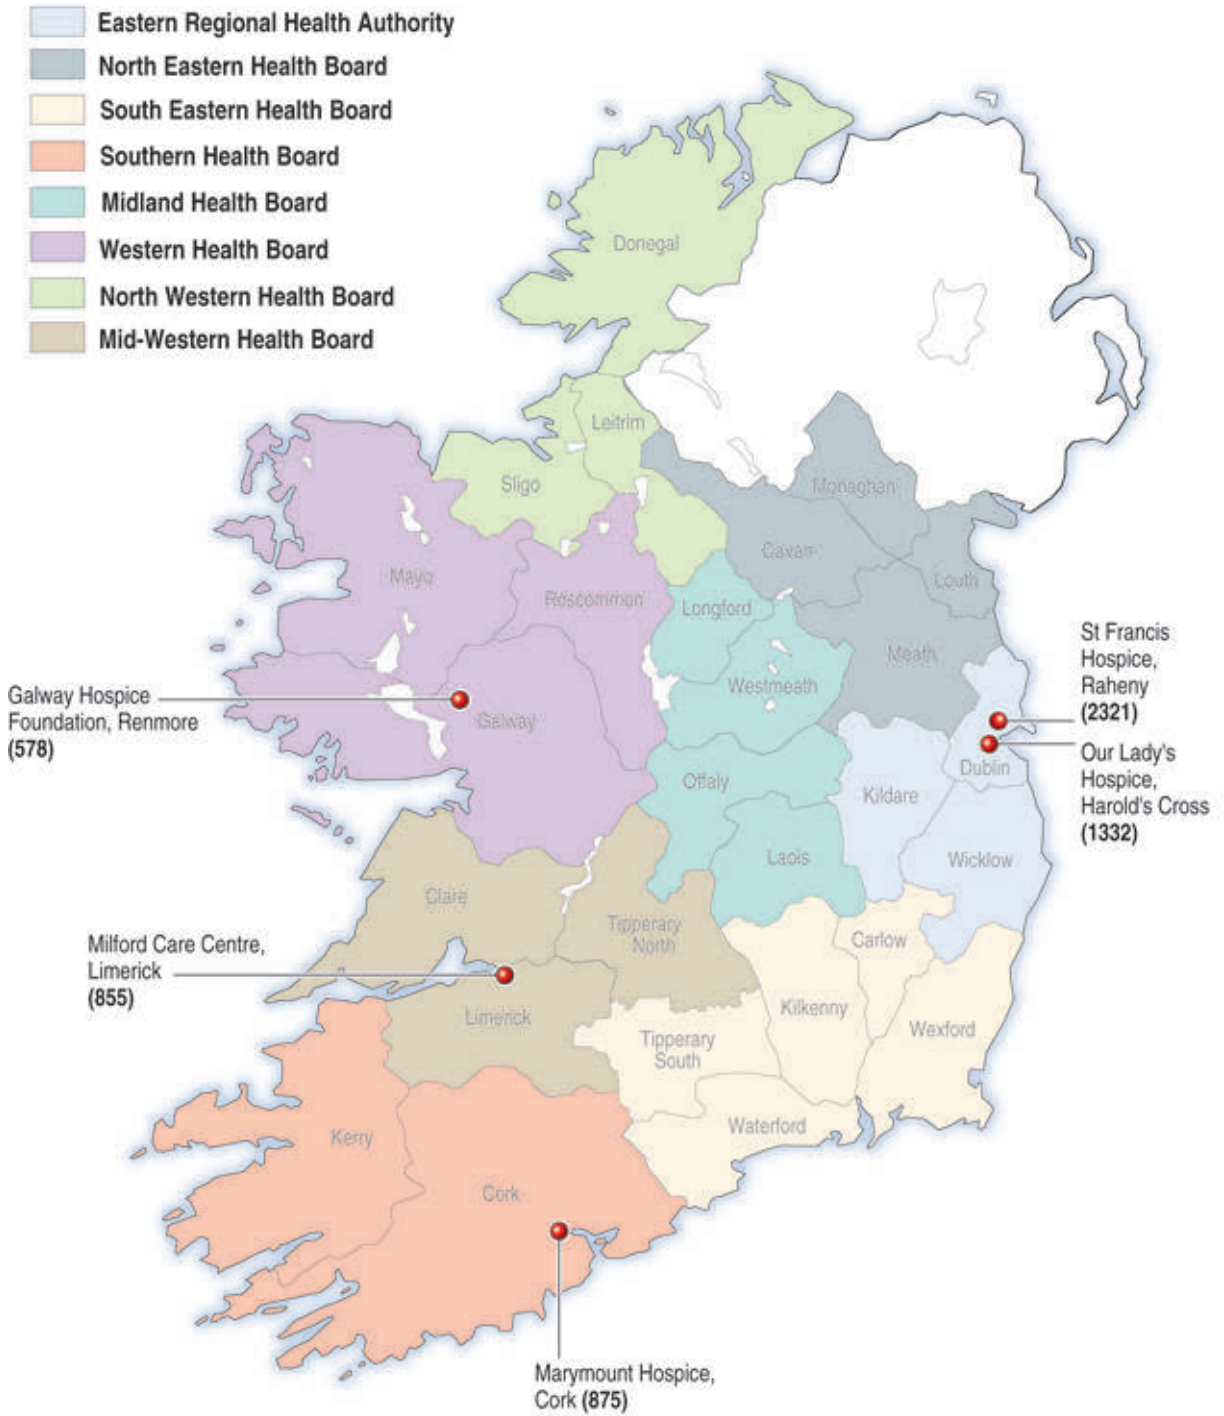 Eastern Regional Health Authority
North Eastern Health Board
South Eastern Health Board
Southern Health Board
Midland Health Board
Western Health Board
North Western Health Board
Mid-Western Health Board
Donegal
Leitrim
Sligo
Monaghan
Cavan
Louth
Mayo
Roscommon
Longford
Meath
Westmeath
Galway
Offaly
Dublin
Kildare
Laois
Wicklow
Clare
Tipperary
North
Carlow
Limerick
Kilkenny
Wexford
Tipperary
South
Waterford
Kerry
Cork
St Francis
Hospice,
Raheny
(2321)
Our Lady's
Hospice,
Harold's Cross
(1332)
Galway Hospice
Foundation, Renmore
(578)
Milford Care Centre,
Limerick
(855)
Marymount Hospice,
Cork (875)